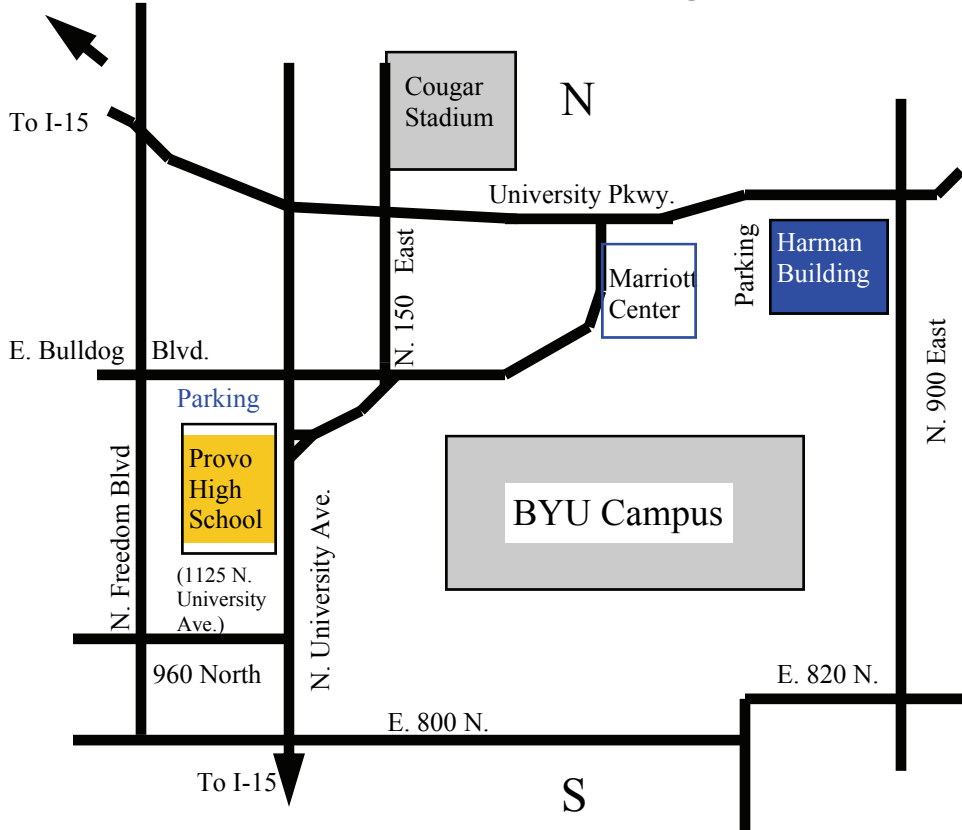 Cougar
Stadium
N
To I-15
University Pkwy.
N. 150 East
Parking
Harman
Building
Marriott
Center
E. Bulldog Blvd.
Parking
N. 900 East
Provo
High
School
BYU Campus
N. Freedom Blvd
N. University Ave.
(1125 N.
University
Ave.)
960 North
E. 820 N.
E. 800 N.
To I-15
S